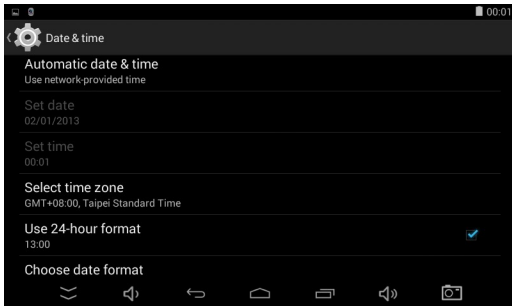 00:01
Date & time
Automatic date & time
Use network-provided time
Set date
02/01/2013
Set time
00:01
Select time zone
GMT+08:00, Taipei Standard Time
Use 24-hour format
13:00
Choose date format